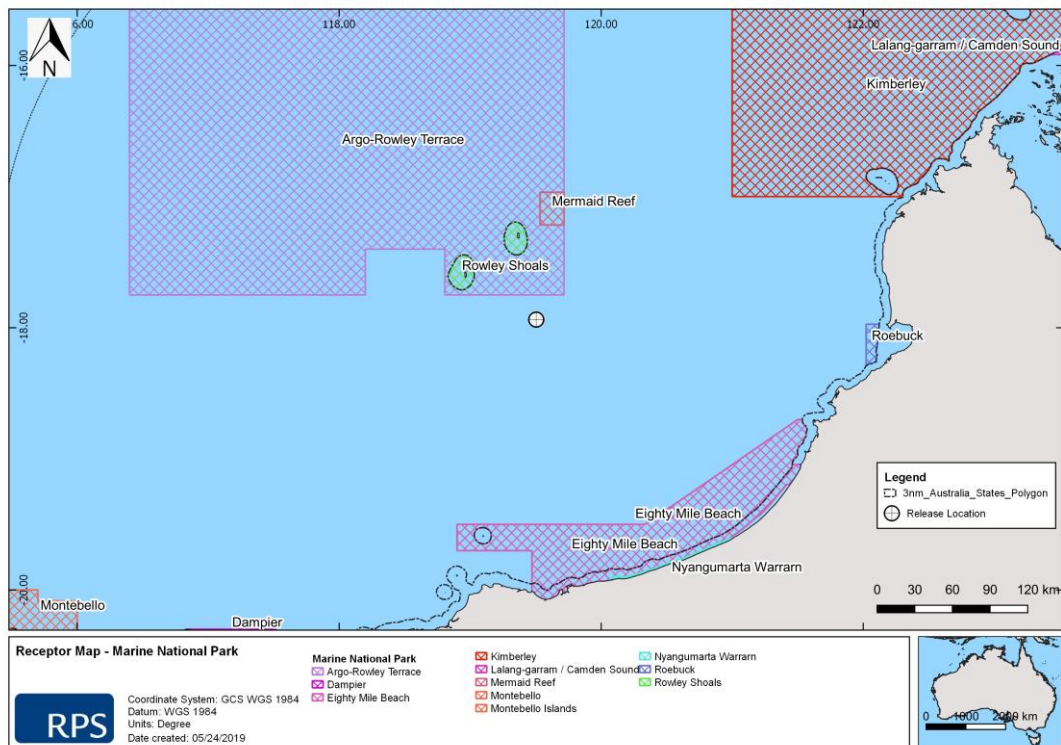 6.00
118.00
120.00
122.00
N
-16.00
-18.00
-20.00
Lalang-garram / Camden Sound
Kimberley
Argo-Rowley Terrace
Mermaid Reef
Rowley Shoals
Roebuck
Eighty Mile Beach
Eighty Mile Beach
Nyangumarta Warrarn
Montebello
Dampier
Legend
3nm_Australia_States_Polygon
Release Location
0 30 60 90 120 km
Receptor Map - Marine National Park
RPS
Coordinate System: GCS WGS 1984
Datum: WGS 1984
Units: Degree
Date created: 05/24/2019
Marine National Park
Argo-Rowley Terrace
Dampier
Eighty Mile Beach
Kimberley
Lalang-garram / Camden Sound
Mermaid Reef
Montebello
Montebello Islands
Nyangumarta Warrarn
Roebuck
Rowley Shoals
0 1000 2000 km